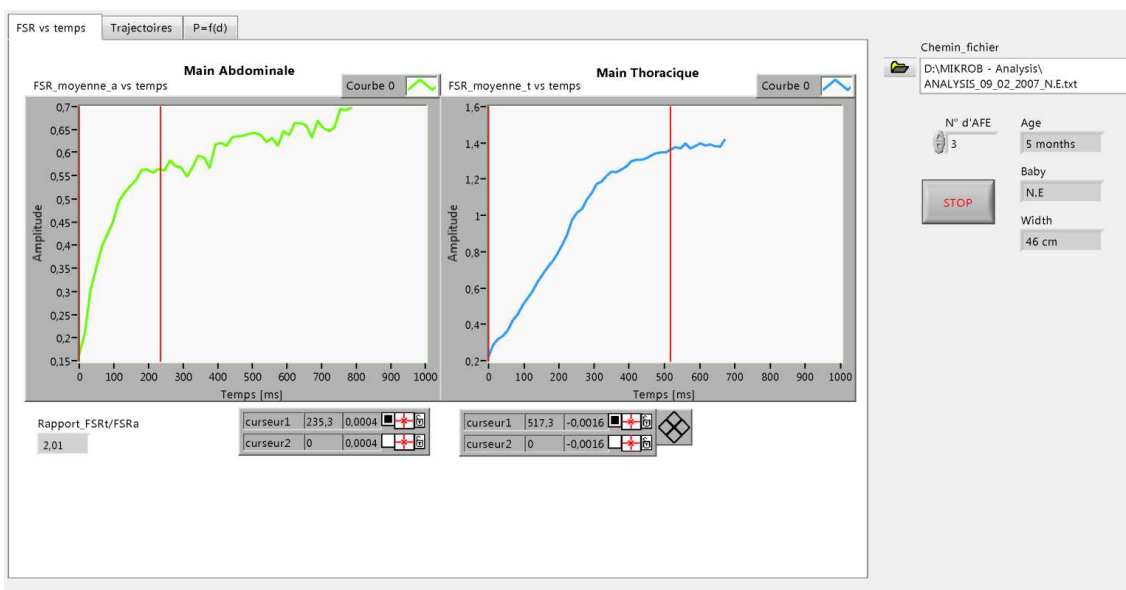 FSR vs temps
Trajectoires
P=f(d)
Main Abdominale
FSR_moyenne_a vs temps
Courbe 0
0,7
0,65
0,6
0,55
0,5
0,45
0,4
0,35
0,3
0,25
0,2
0,15
Amplitude
0 100 200 300 400 500 600 700 800 900 1000
Temps [ms]
Main Thoracique
FSR_moyenne_t vs temps
Courbe 0
1,6
1,4
1,2
1
0,8
0,6
0,4
0,2
Amplitude
0 100 200 300 400 500 600 700 800 900 1000
Temps [ms]
Rapport_FSRt/FSRa
2,01
curseur1 235,3 0,0004
curseur2 0 0,0004
curseur1 517,3 -0,0016
curseur2 0 -0,0016
Chemin_fichier
D:\MIKROB - Analysis\
ANALYSIS_09_02_2007_N.E.txt
N° d'AFE
3
Age
5 months
Baby
N.E
STOP
Width
46 cm